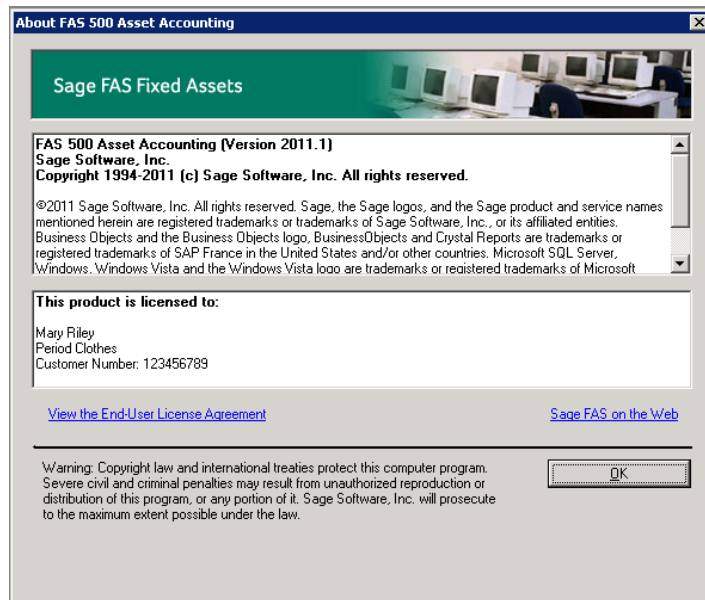 About FAS 500 Asset Accounting
Sage FAS Fixed Assets
FAS 500 Asset Accounting (Version 2011.1)
Sage Software, Inc.
Copyright 1994-2011 (c) Sage Software, Inc. All rights reserved.
©2011 Sage Software, Inc. All rights reserved. Sage, the Sage logos, and the Sage product and service names
mentioned herein are registered trademarks or trademarks of Sage Software, Inc., or its affiliated entities.
Business Objects and the Business Objects logo, BusinessObjects and Crystal Reports are trademarks or
registered trademarks of SAP France in the United States and/or other countries. Microsoft SQL Server,
Windows, Windows Vista and the Windows Vista logo are trademarks or registered trademarks of Microsoft
This product is licensed to:
Mary Riley
Period Clothes
Customer Number: 123456789
View the End-User License Agreement
Sage FAS on the Web
Warning: Copyright law and international treaties protect this computer program.
Severe civil and criminal penalties may result from unauthorized reproduction or
distribution of this program, or any portion of it. Sage Software, Inc. will prosecute
to the maximum extent possible under the law.
OK